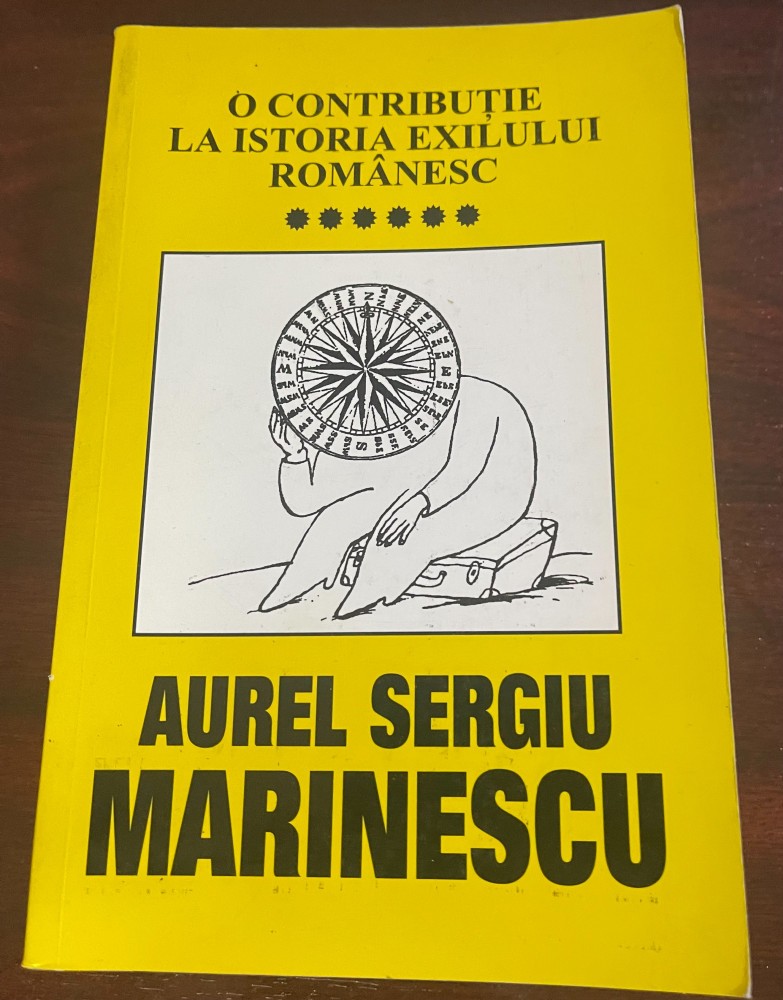 O CONTRIBUȚIE
LA ISTORIA EXILULUI
ROMÂNESC
N
E
S
W
AUREL SERGIU
MARINESCU